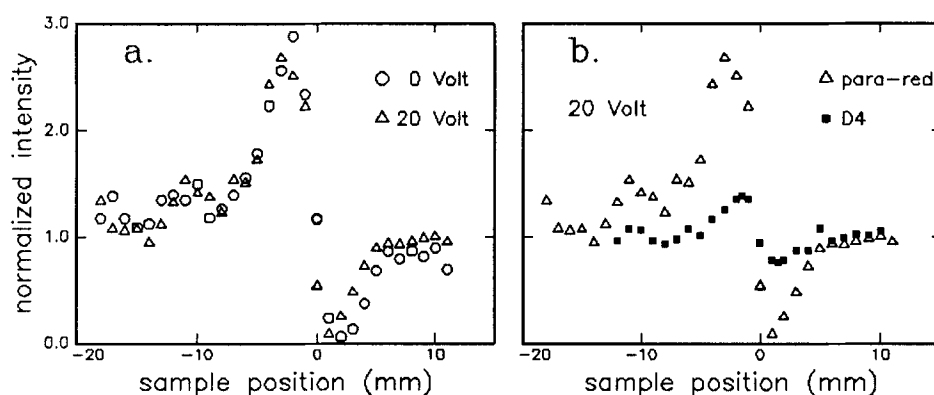 normalized intensity
3.0
2.0
1.0
0.0
a.
0 Volt
20 Volt
-20
-10
0
10
sample position (mm)
b.
20 Volt
para-red
D4
-20
-10
0
10
sample position (mm)